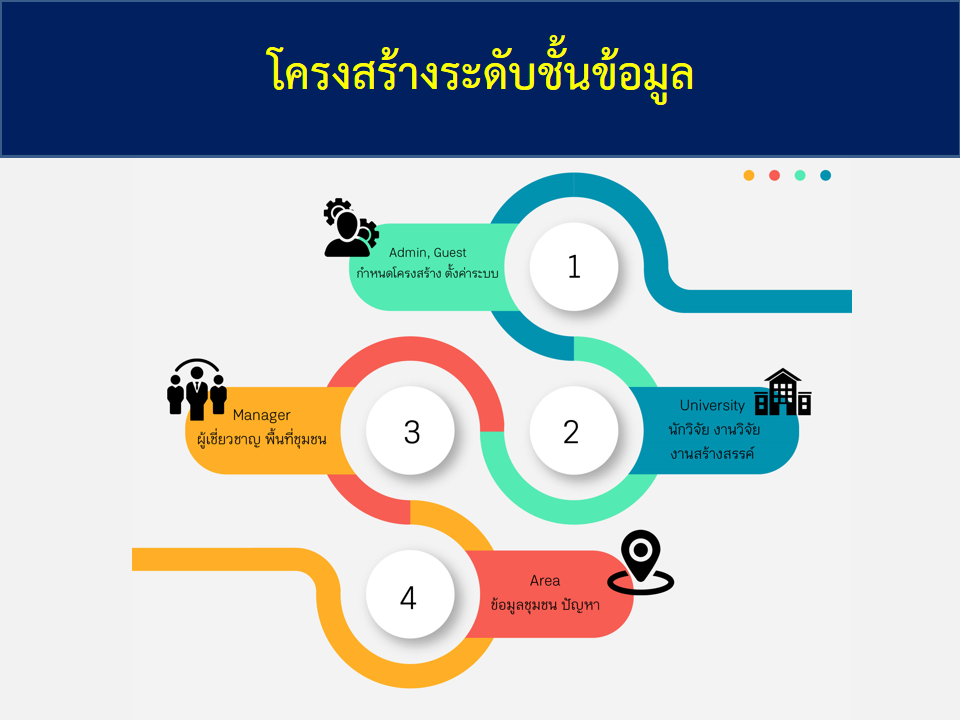 โครงสร้างระดับชั้นข้อมูล
Admin, Guest
กำหนดโครงสร้าง ตั้งค่าระบบ
1
University
นักวิจัย งานวิจัย
งานสร้างสรรค์
2
3
Manager
ผู้เชี่ยวชาญ พื้นที่ชุมชน
4
Area
ข้อมูลชุมชน ปัญหา